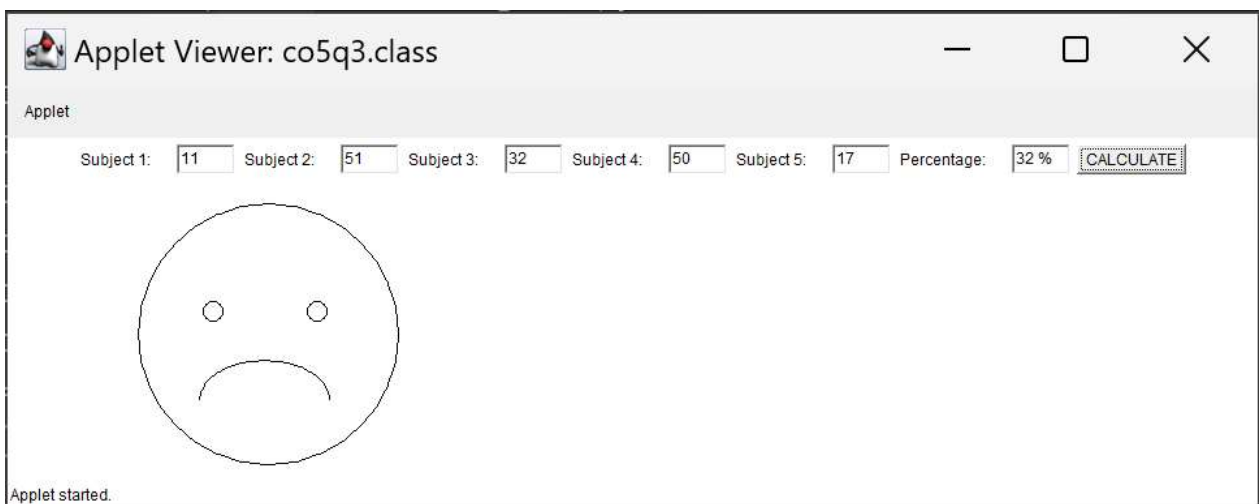 Applet Viewer: co5q3.class
Applet
Subject 1: 11 Subject 2: 51 Subject 3: 32 Subject 4: 50 Subject 5: 17 Percentage: 32 % CALCULATE
Applet started.